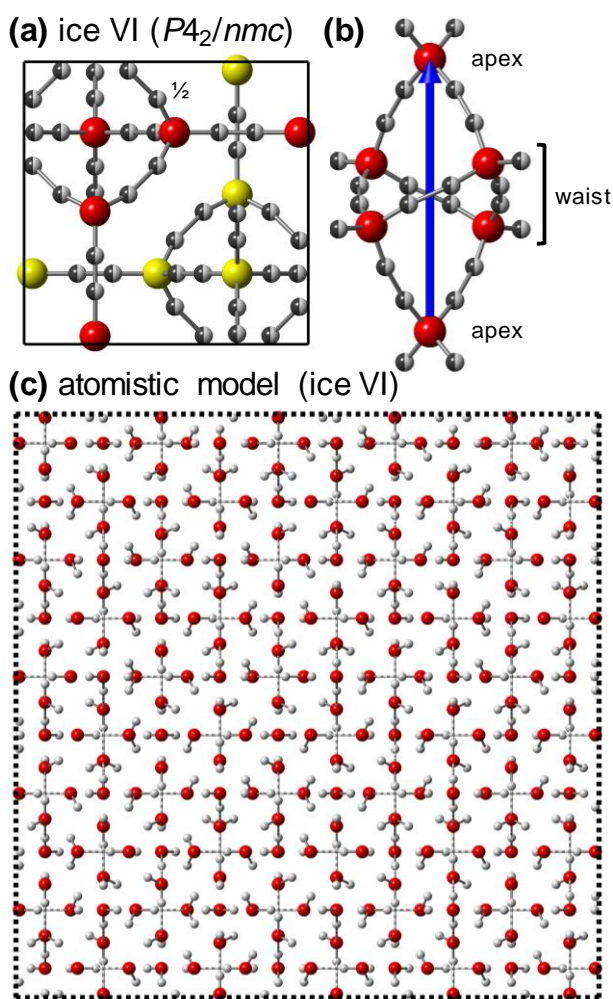 (a) ice VI (P4₂/nmc)
½
(b)
apex
waist
apex
(c) atomistic model (ice VI)